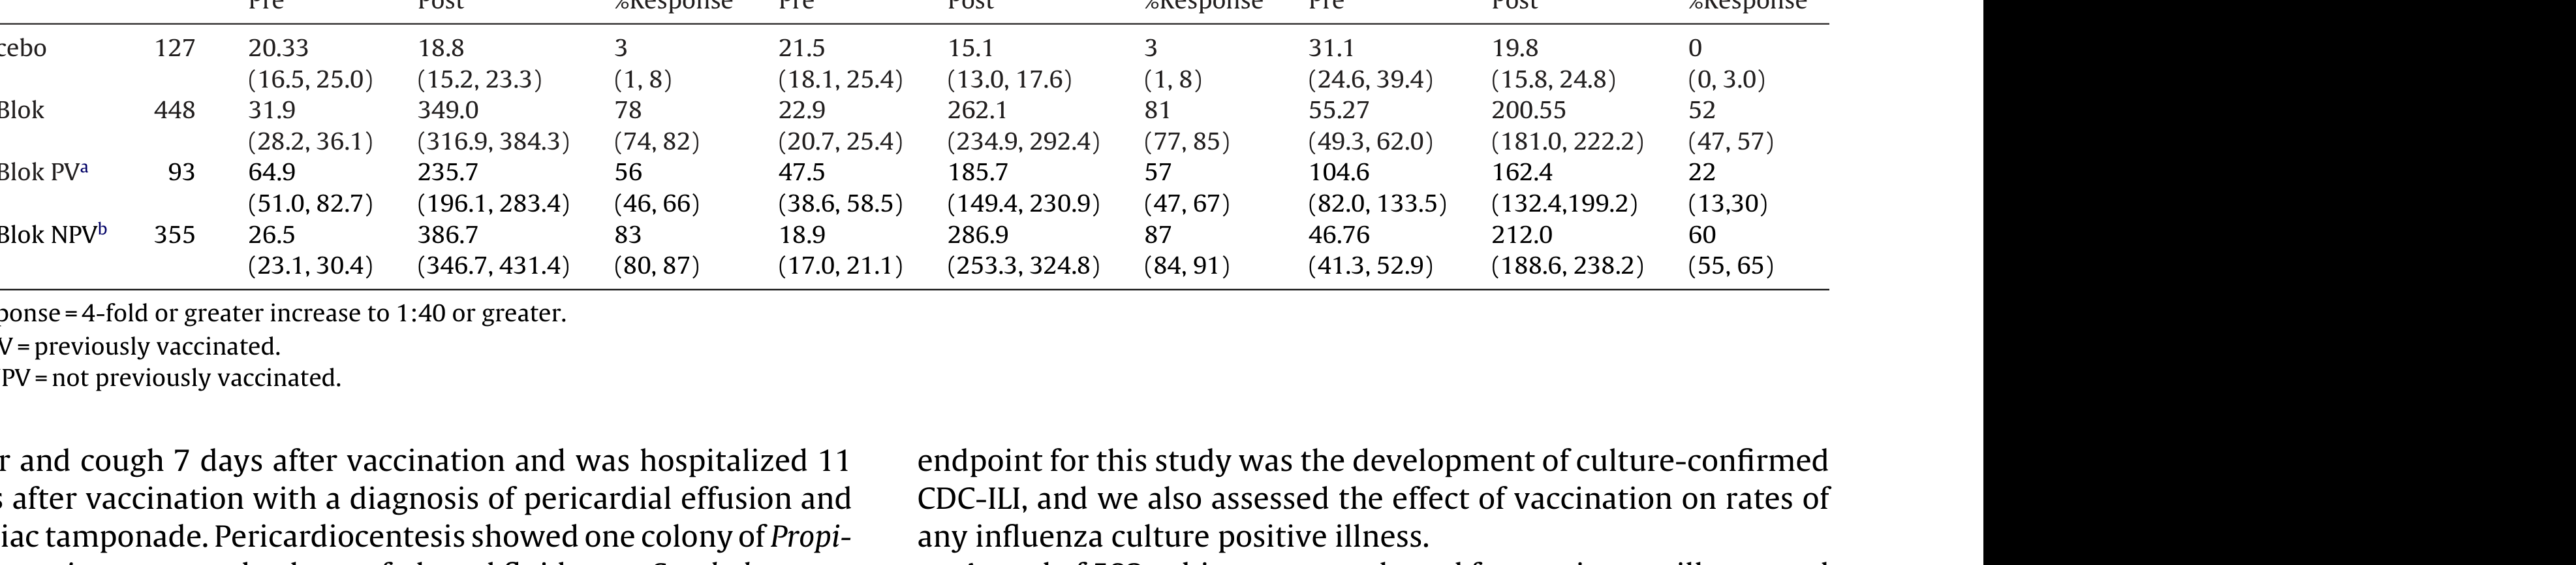 Pre Post %Response Pre Post %Response Pre Post %Response
cebo 127 20.33 18.8 3 21.5 15.1 3 31.1 19.8 0
(16.5, 25.0) (15.2, 23.3) (1, 8) (18.1, 25.4) (13.0, 17.6) (1, 8) (24.6, 39.4) (15.8, 24.8) (0, 3.0)
Blok 448 31.9 349.0 78 22.9 262.1 81 55.27 200.55 52
(28.2, 36.1) (316.9, 384.3) (74, 82) (20.7, 25.4) (234.9, 292.4) (77, 85) (49.3, 62.0) (181.0, 222.2) (47, 57)
Blok PVa 93 64.9 235.7 56 47.5 185.7 57 104.6 162.4 22
(51.0, 82.7) (196.1, 283.4) (46, 66) (38.6, 58.5) (149.4, 230.9) (47, 67) (82.0, 133.5) (132.4,199.2) (13,30)
Blok NPVb 355 26.5 386.7 83 18.9 286.9 87 46.76 212.0 60
(23.1, 30.4) (346.7, 431.4) (80, 87) (17.0, 21.1) (253.3, 324.8) (84, 91) (41.3, 52.9) (188.6, 238.2) (55, 65)
ponse = 4-fold or greater increase to 1:40 or greater.
V = previously vaccinated.
PV = not previously vaccinated.
r and cough 7 days after vaccination and was hospitalized 11
s after vaccination with a diagnosis of pericardial effusion and
iac tamponade. Pericardiocentesis showed one colony of Propi-
endpoint for this study was the development of culture-confirmed
CDC-ILI, and we also assessed the effect of vaccination on rates of
any influenza culture positive illness.